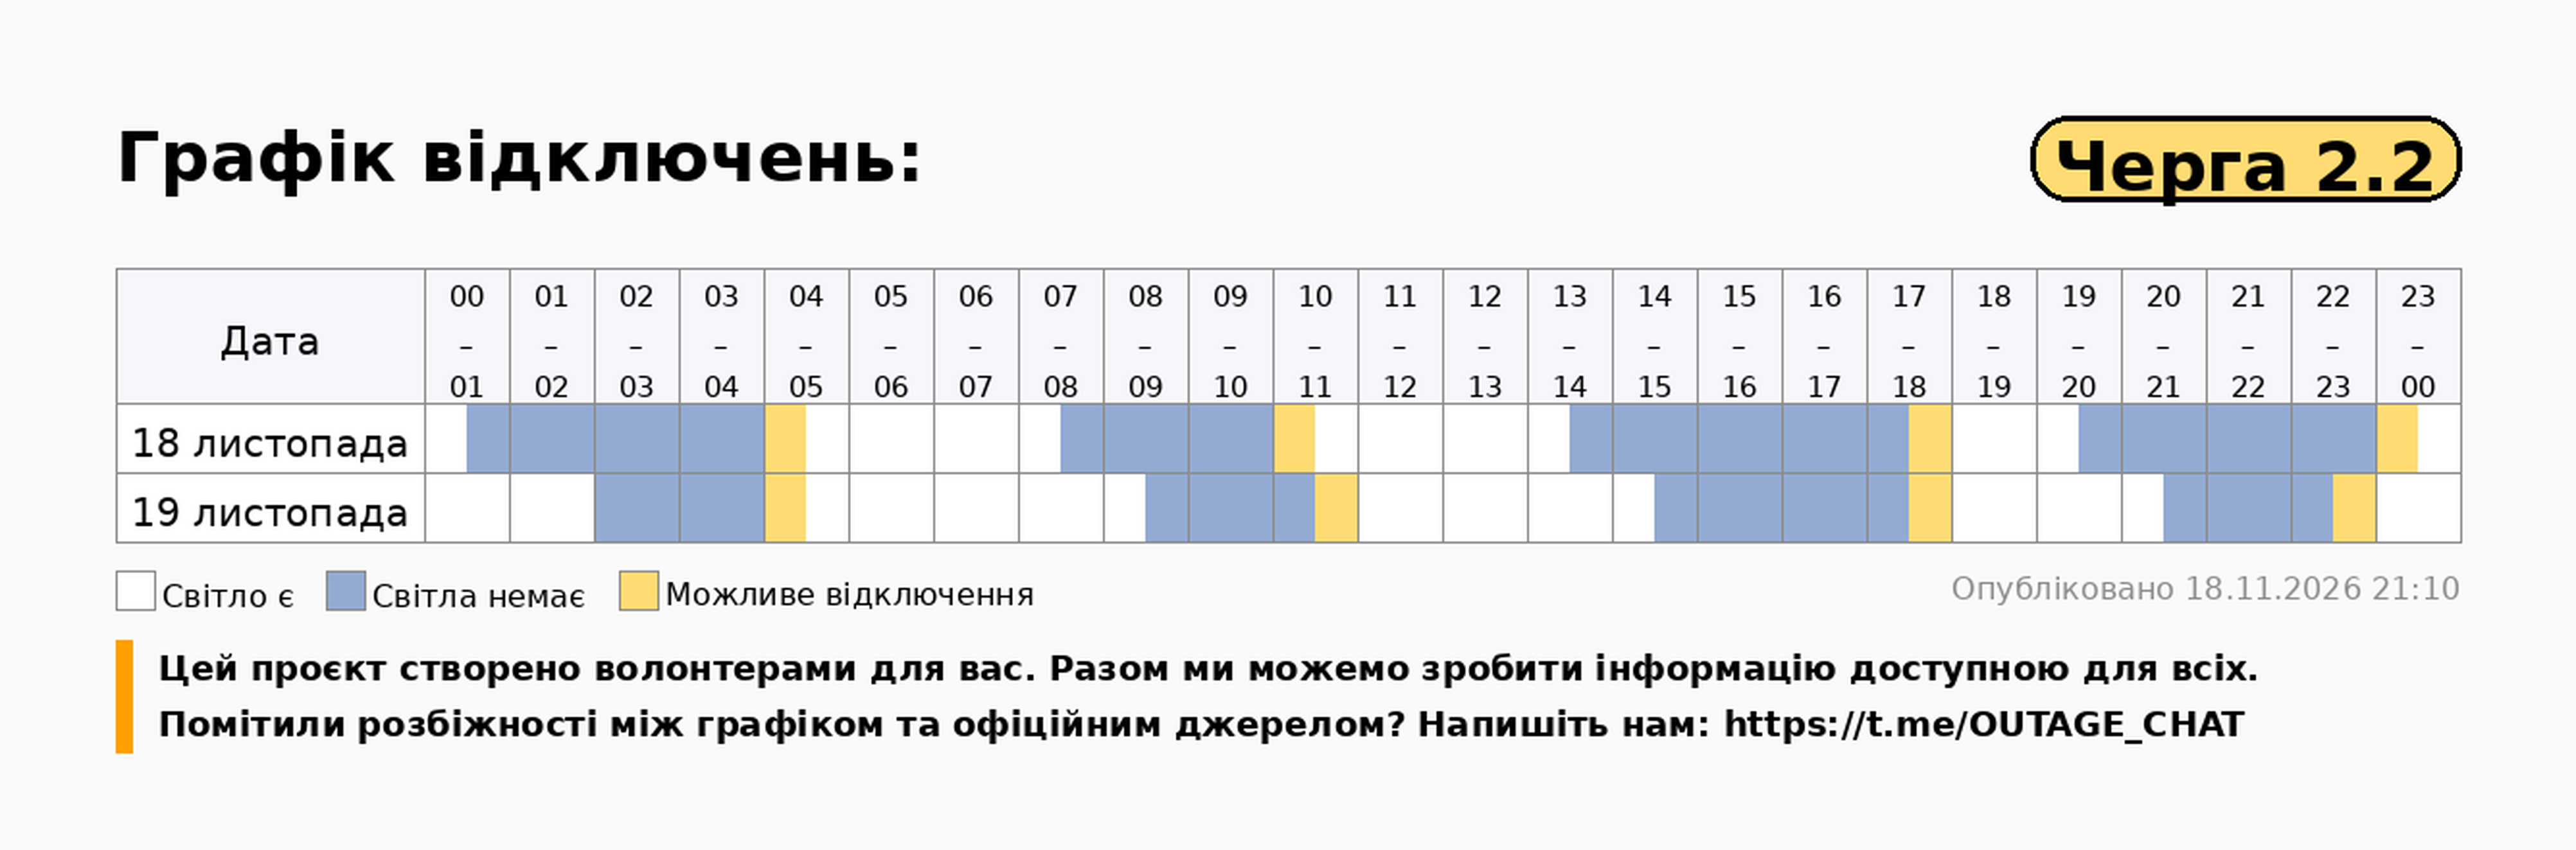 Графік відключень:
Черга 2.2
Дата
00 – 01
01 – 02
02 – 03
03 – 04
04 – 05
05 – 06
06 – 07
07 – 08
08 – 09
09 – 10
10 – 11
11 – 12
12 – 13
13 – 14
14 – 15
15 – 16
16 – 17
17 – 18
18 – 19
19 – 20
20 – 21
21 – 22
22 – 23
23 – 00
18 листопада
19 листопада
Світло є
Світла немає
Можливе відключення
Опубліковано 18.11.2026 21:10
Цей проєкт створено волонтерами для вас. Разом ми можемо зробити інформацію доступною для всіх.
Помітили розбіжності між графіком та офіційним джерелом? Напишіть нам: https://t.me/OUTAGE_CHAT